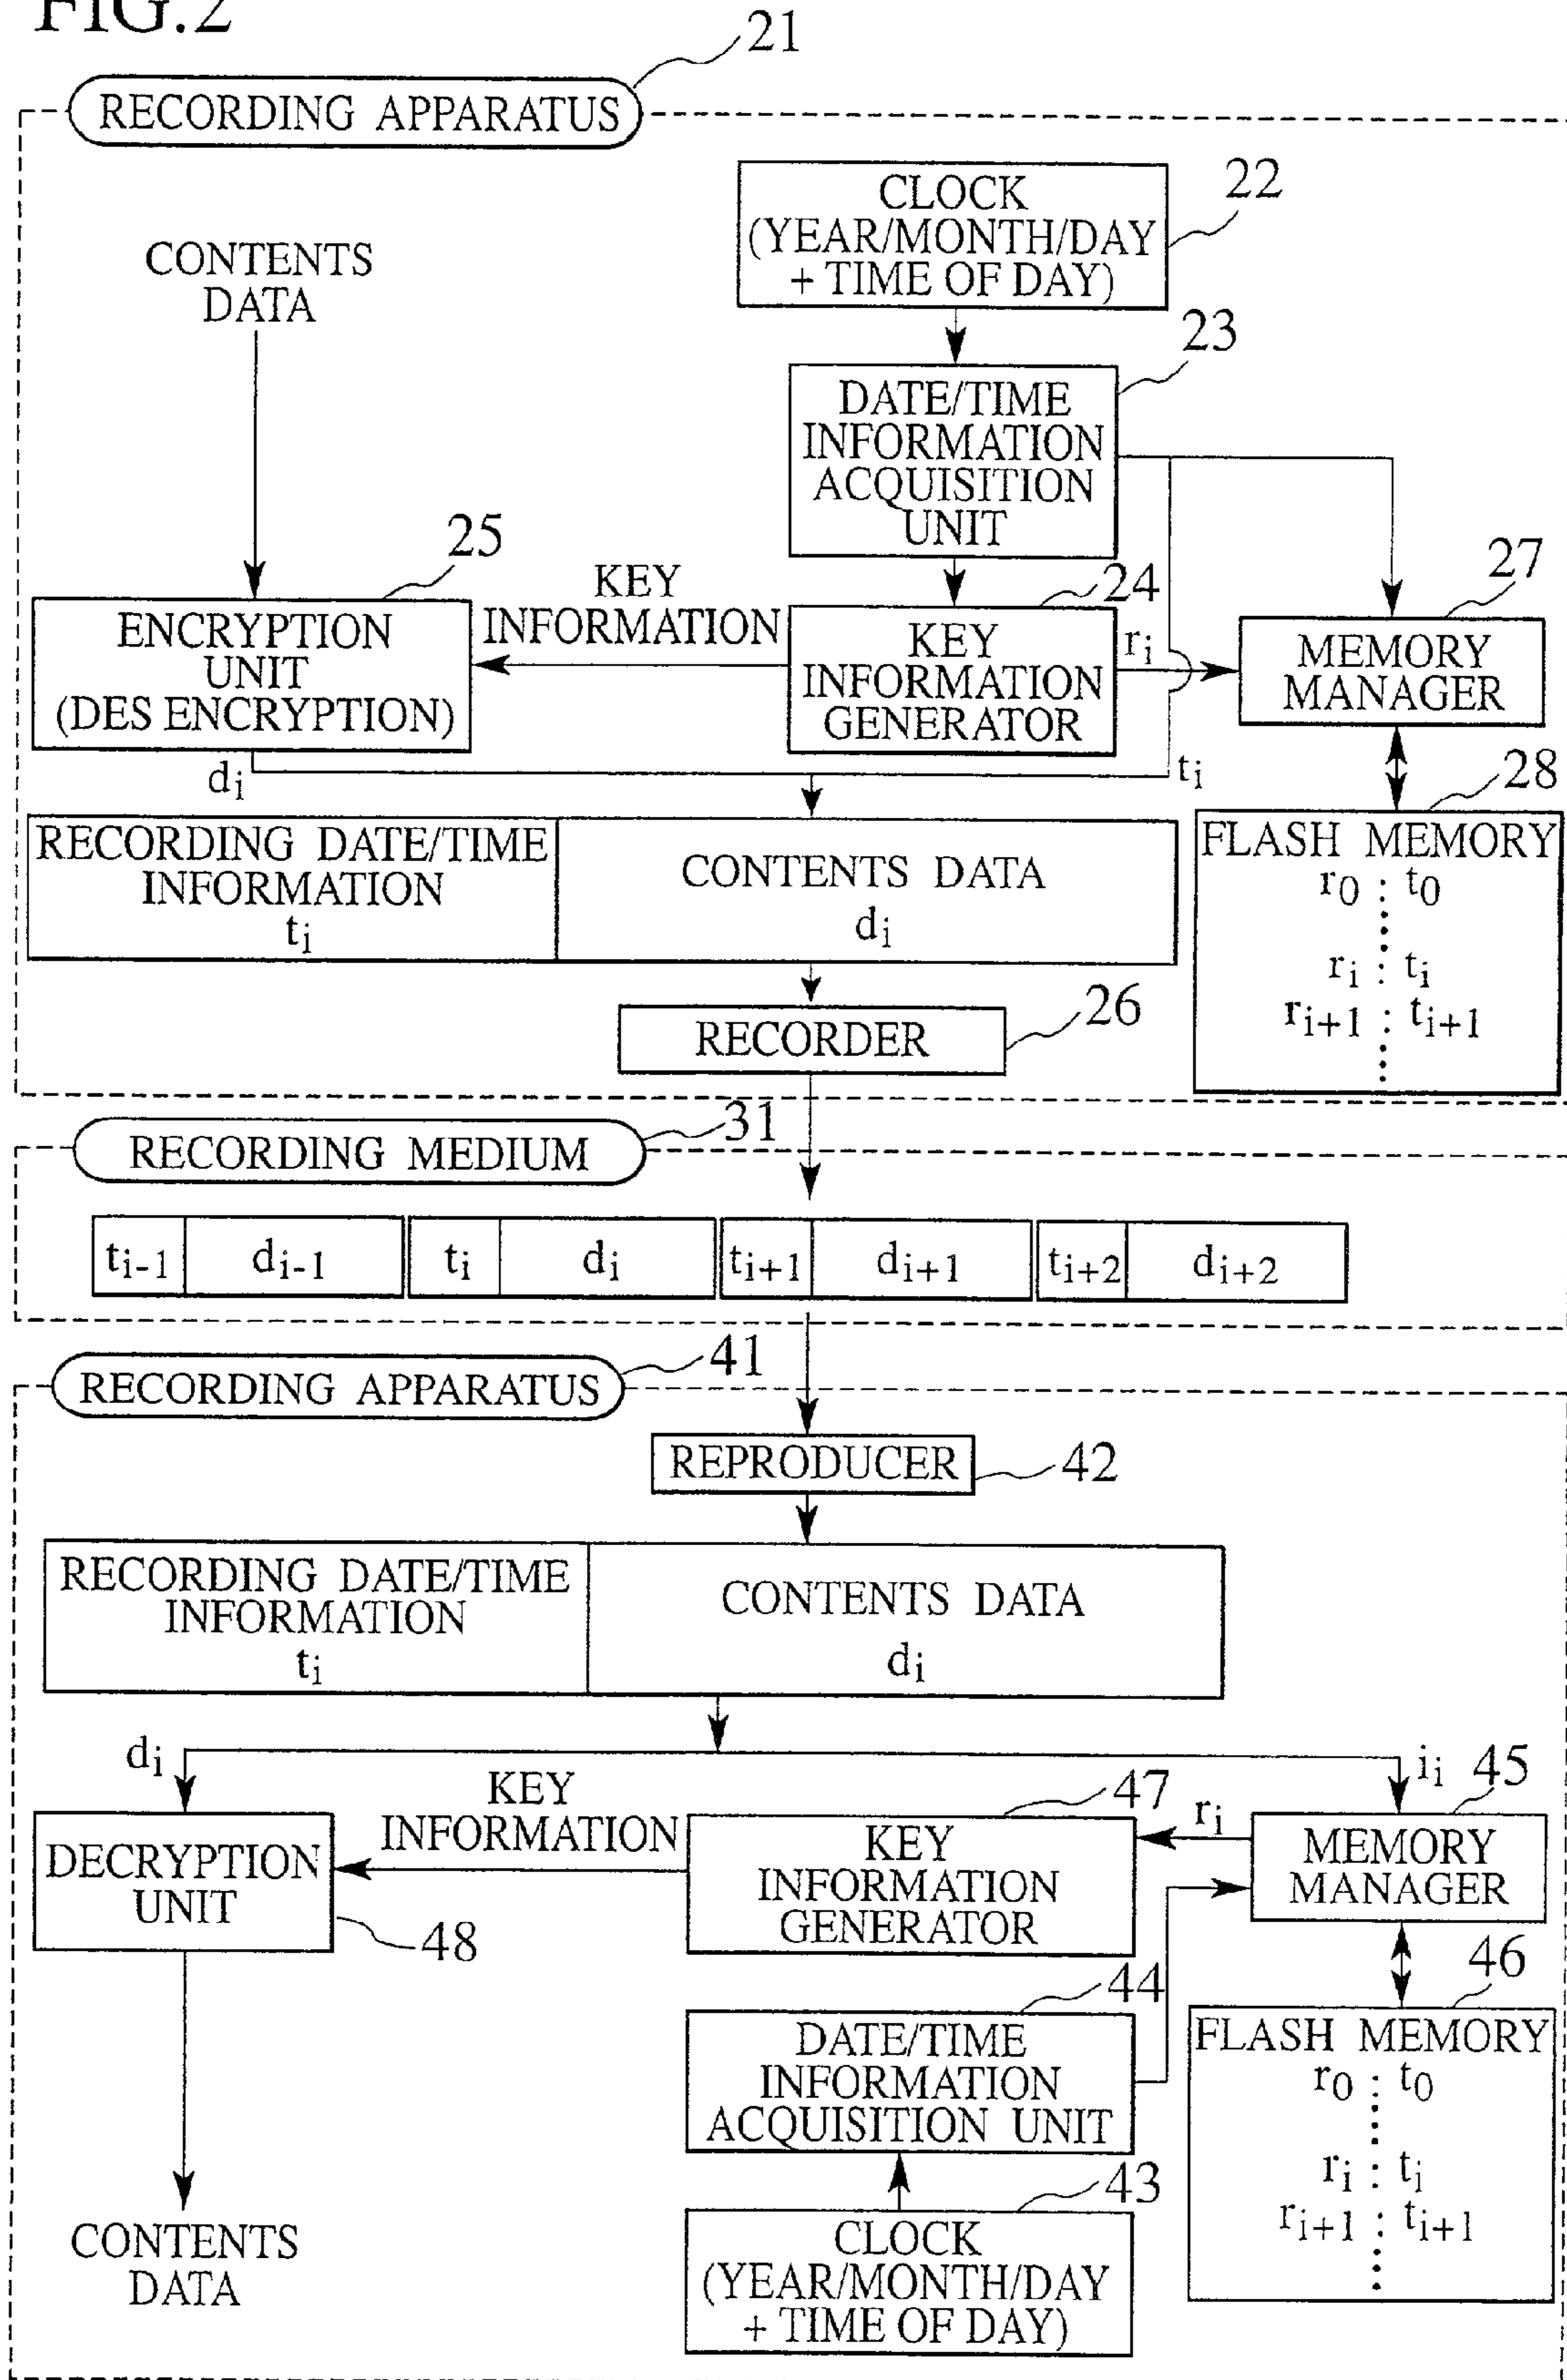 FIG.2
21
RECORDING APPARATUS
CLOCK
(YEAR/MONTH/DAY
+ TIME OF DAY)
22
CONTENTS
DATA
23
DATE/TIME
INFORMATION
ACQUISITION
UNIT
25
ENCRYPTION
UNIT
(DES ENCRYPTION)
KEY
INFORMATION
24
KEY
INFORMATION
GENERATOR
ri
27
MEMORY
MANAGER
di
ti
28
RECORDING DATE/TIME
INFORMATION
ti
CONTENTS DATA
di
FLASH MEMORY
r0 : t0
ri : ti
ri+1 : ti+1
RECORDER
26
31
RECORDING MEDIUM
ti-1 di-1 ti di ti+1 di+1 ti+2 di+2
41
RECORDING APPARATUS
REPRODUCER
42
RECORDING DATE/TIME
INFORMATION
ti
CONTENTS DATA
di
di
ii
45
DECRYPTION
UNIT
48
KEY
INFORMATION
47
KEY
INFORMATION
GENERATOR
ri
MEMORY
MANAGER
44
DATE/TIME
INFORMATION
ACQUISITION UNIT
46
FLASH MEMORY
r0 : t0
ri : ti
ri+1 : ti+1
43
CLOCK
(YEAR/MONTH/DAY
+ TIME OF DAY)
CONTENTS
DATA